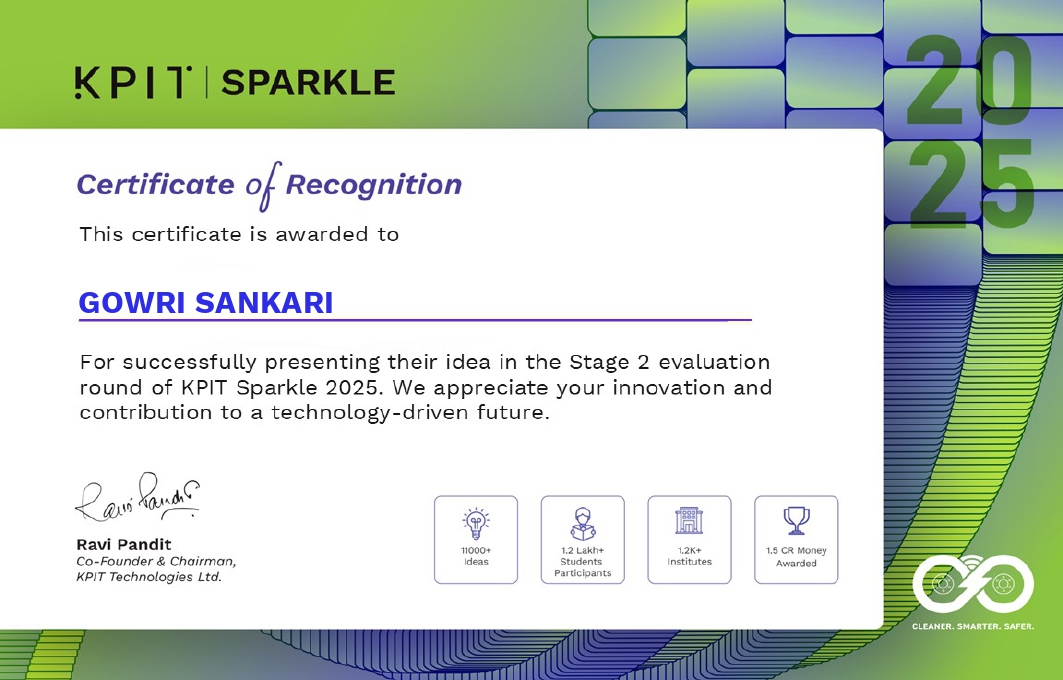 KPIT | SPARKLE
2025
Certificate of Recognition
This certificate is awarded to
GOWRI SANKARI
For successfully presenting their idea in the Stage 2 evaluation
round of KPIT Sparkle 2025. We appreciate your innovation and
contribution to a technology-driven future.
Ravi Pandit
Ravi Pandit
Co-Founder & Chairman,
KPIT Technologies Ltd.
11000+
Ideas
1.2 Lakh+
Students
Participants
1.2K+
Institutes
1.5 CR Money
Awarded
CLEANER. SMARTER. SAFER.